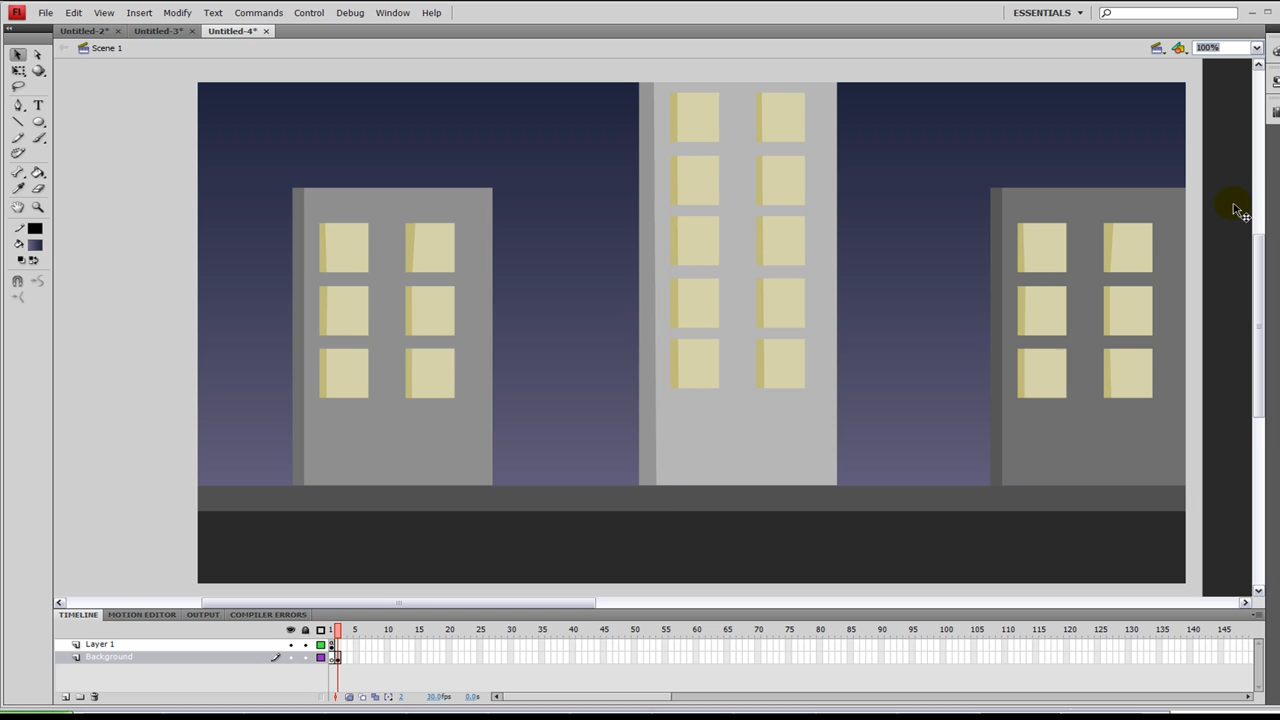 Fl File Edit View Insert Modify Text Commands Control Debug Window Help ESSENTIALS
Untitled-2* × Untitled-3* × Untitled-4* ×
Scene 1 100%
TIMELINE MOTION EDITOR OUTPUT COMPILER ERRORS
1 5 10 15 20 25 30 35 40 45 50 55 60 65 70 75 80 85 90 95 100 105 110 115 120 125 130 135 140 145
Layer 1
Background
2 30.0fps 0.0s